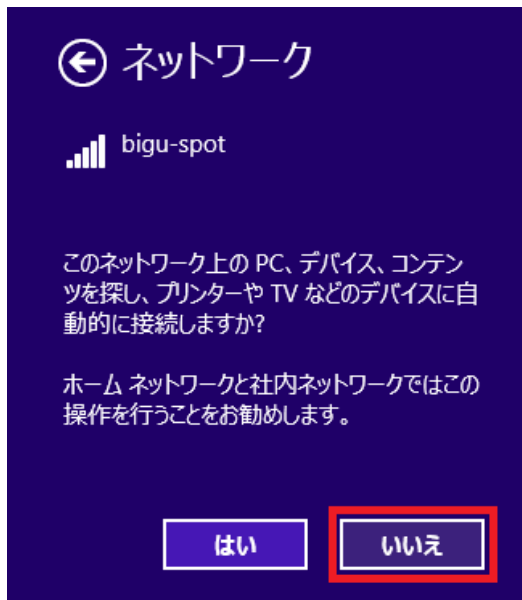 ネットワーク
bigu-spot
このネットワーク上の PC、デバイス、コンテン
ツを探し、プリンターや TV などのデバイスに自
動的に接続しますか?
ホーム ネットワークと社内ネットワークではこの
操作を行うことをお勧めします。
はい
いいえ